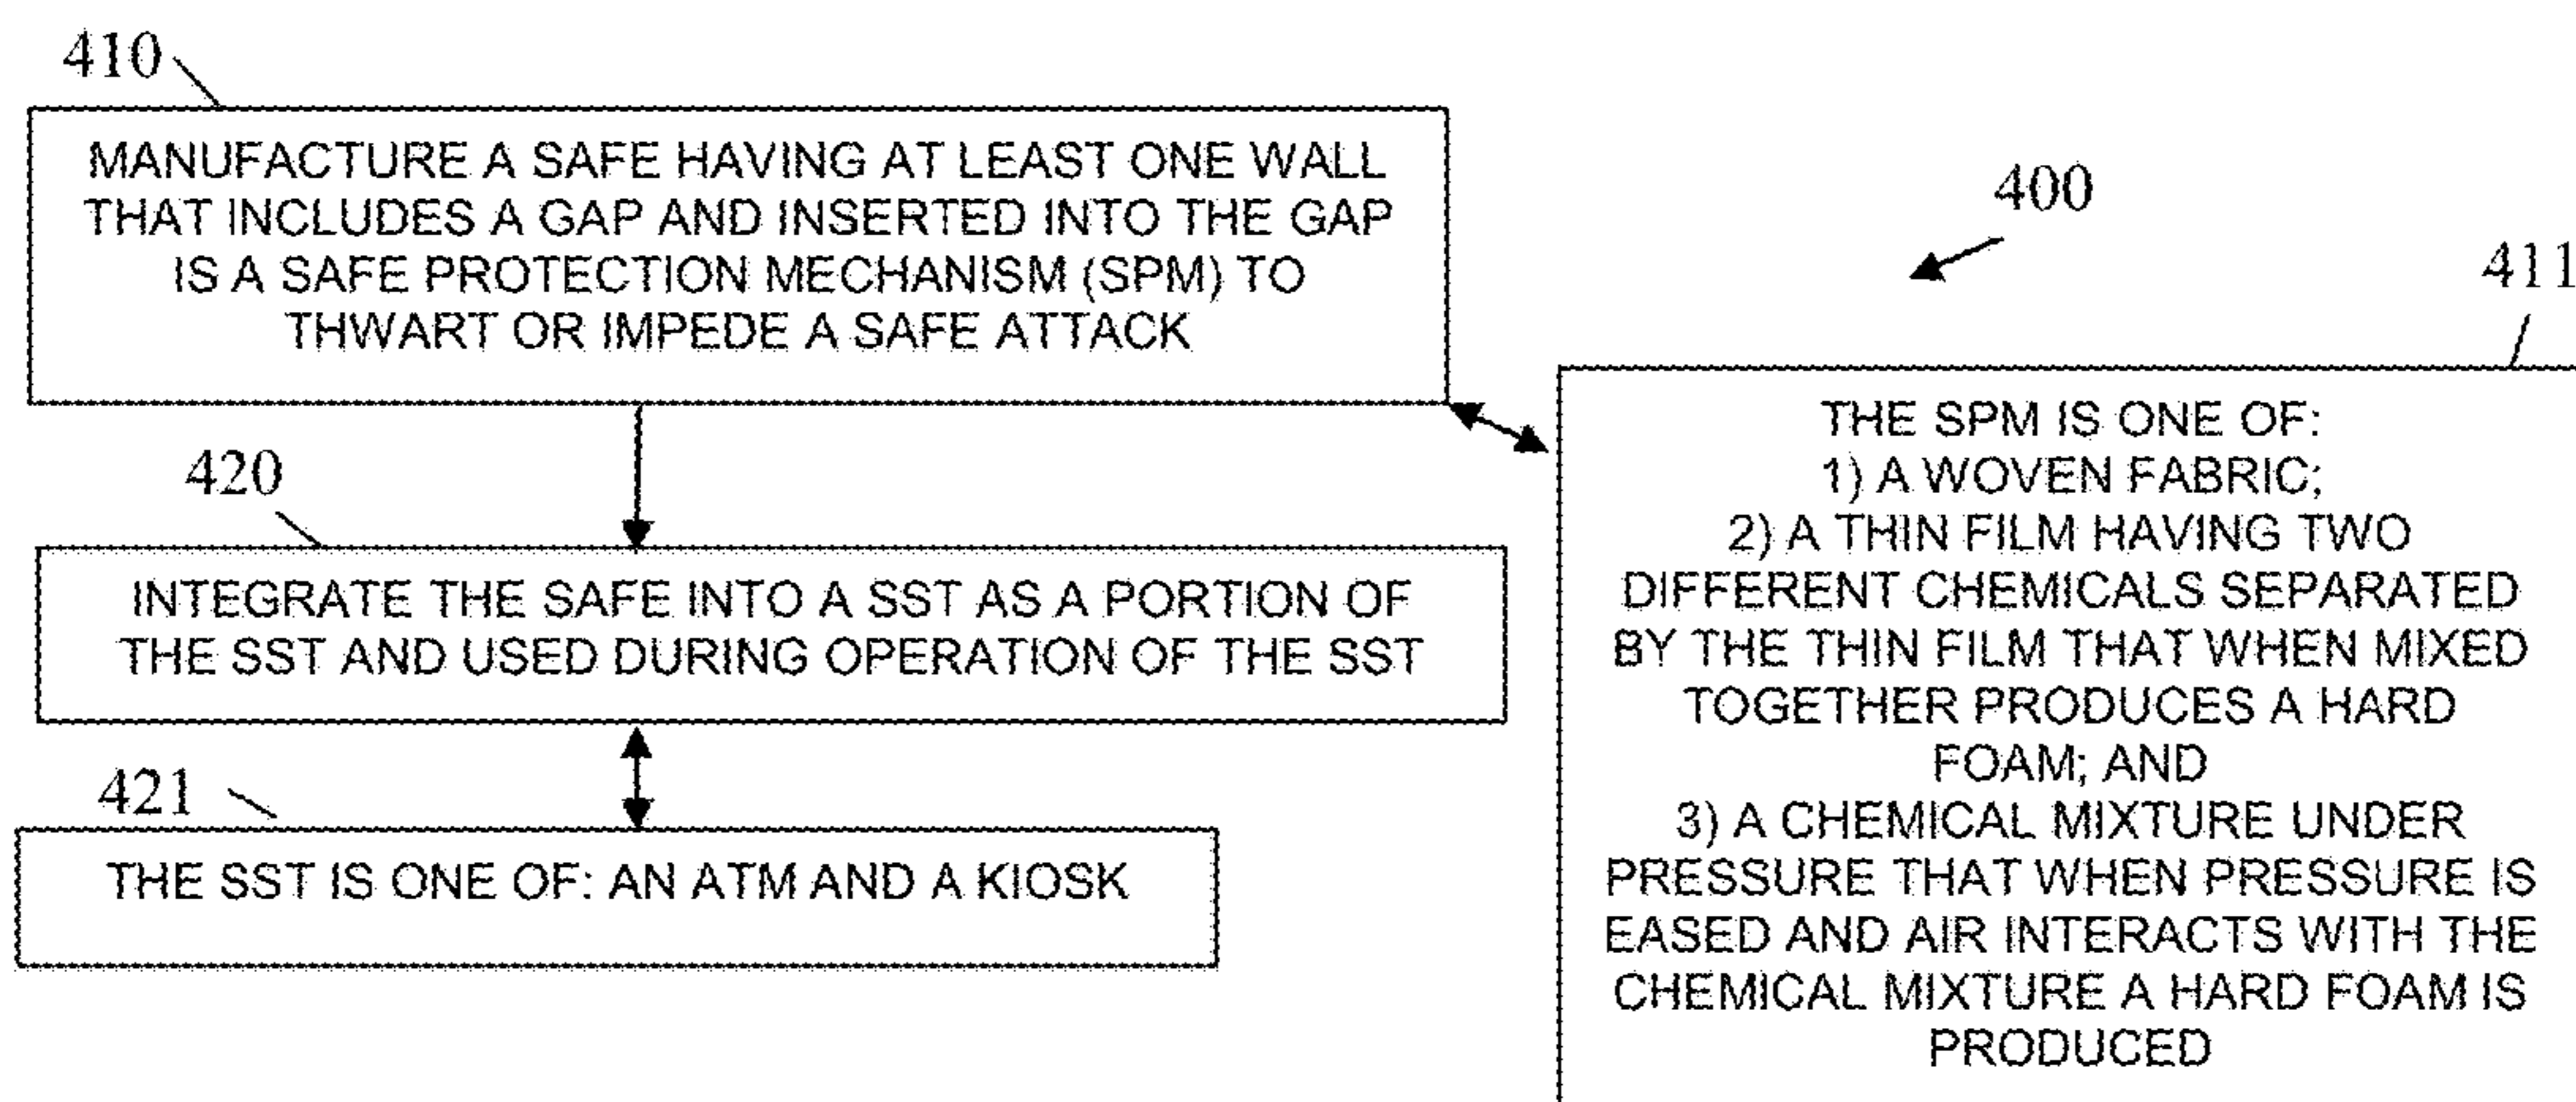 410
MANUFACTURE A SAFE HAVING AT LEAST ONE WALL
THAT INCLUDES A GAP AND INSERTED INTO THE GAP
IS A SAFE PROTECTION MECHANISM (SPM) TO
THWART OR IMPEDE A SAFE ATTACK
400
411
THE SPM IS ONE OF:
1) A WOVEN FABRIC;
2) A THIN FILM HAVING TWO
DIFFERENT CHEMICALS SEPARATED
BY THE THIN FILM THAT WHEN MIXED
TOGETHER PRODUCES A HARD
FOAM; AND
3) A CHEMICAL MIXTURE UNDER
PRESSURE THAT WHEN PRESSURE IS
EASED AND AIR INTERACTS WITH THE
CHEMICAL MIXTURE A HARD FOAM IS
PRODUCED
420
INTEGRATE THE SAFE INTO A SST AS A PORTION OF
THE SST AND USED DURING OPERATION OF THE SST
421
THE SST IS ONE OF: AN ATM AND A KIOSK